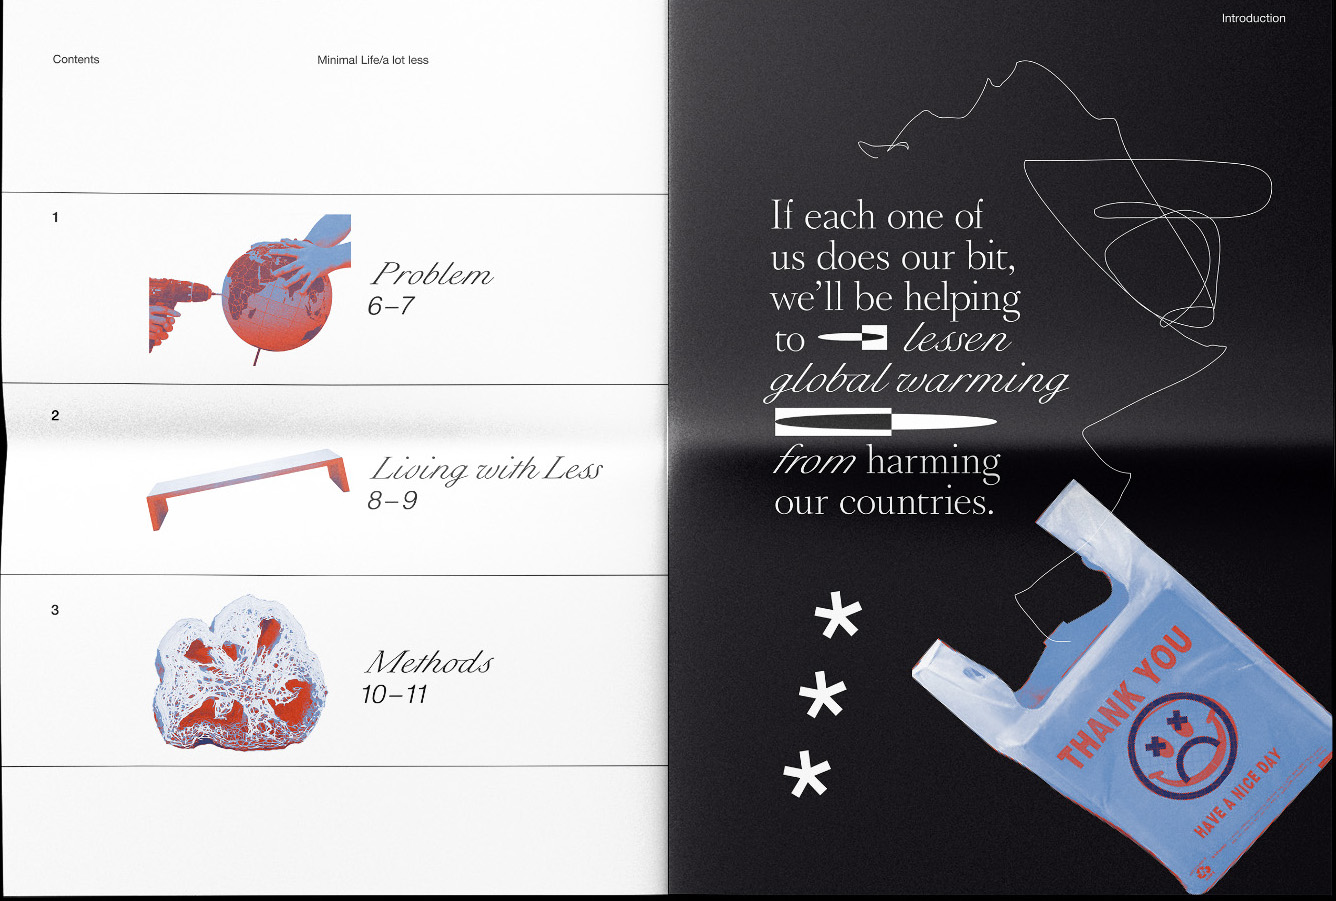 Contents
Minimal Life/a lot less
1
Problem
6–7
2
Living with Less
8–9
3
Methods
10–11
Introduction
If each one of
us does our bit,
we’ll be helping
to lessen
global warming
from harming
our countries.
***
THANK YOU
HAVE A NICE DAY